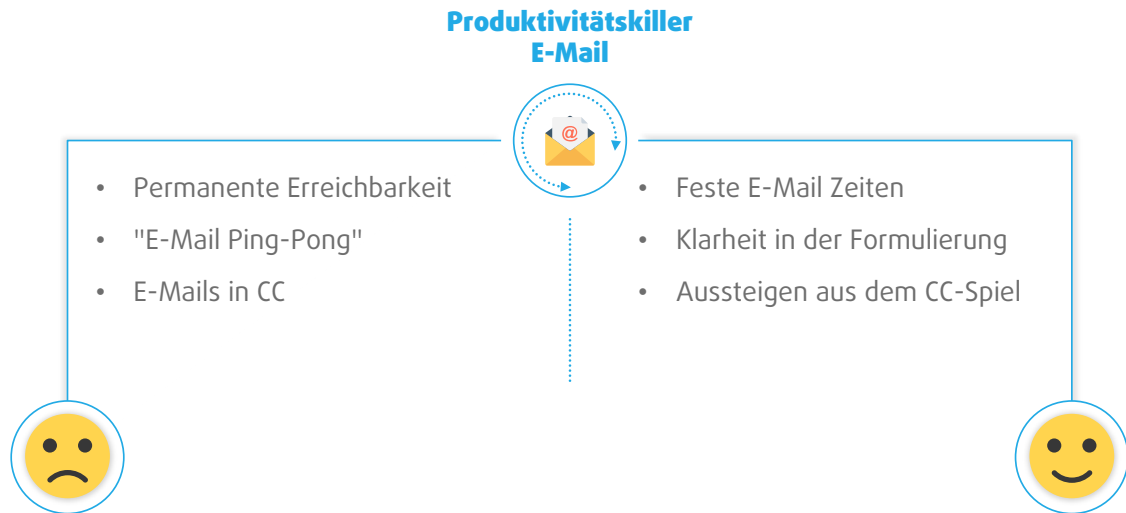 Produktivitätskiller
E-Mail
@
• Permanente Erreichbarkeit
• "E-Mail Ping-Pong"
• E-Mails in CC
• Feste E-Mail Zeiten
• Klarheit in der Formulierung
• Aussteigen aus dem CC-Spiel